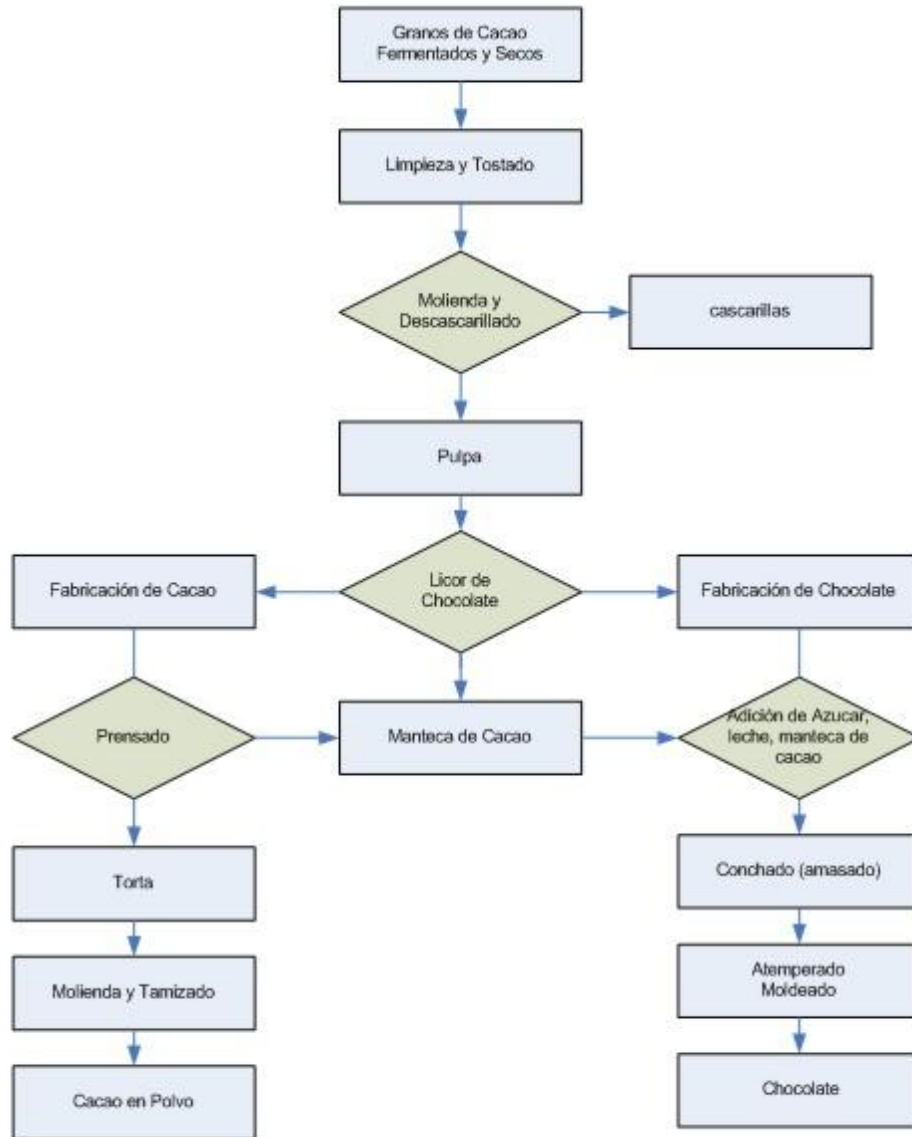 Granos de Cacao
Fermentados y Secos
Limpieza y Tostado
Molienda y
Descascarillado
cascarillas
Pulpa
Fabricación de Cacao
Licor de
Chocolate
Fabricación de Chocolate
Prensado
Manteca de Cacao
Adición de Azucar,
leche, manteca de
cacao
Torta
Conchado (amasado)
Molienda y Tamizado
Atemperado
Moldeado
Cacao en Polvo
Chocolate